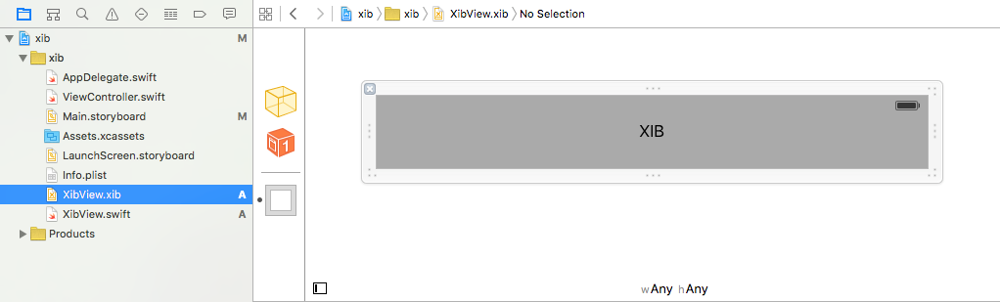 xib xib XibView.xib No Selection
xib M
xib
AppDelegate.swift
ViewController.swift
Main.storyboard M
Assets.xcassets
LaunchScreen.storyboard
Info.plist
XibView.xib A
XibView.swift A
Products
1
XIB
wAny hAny